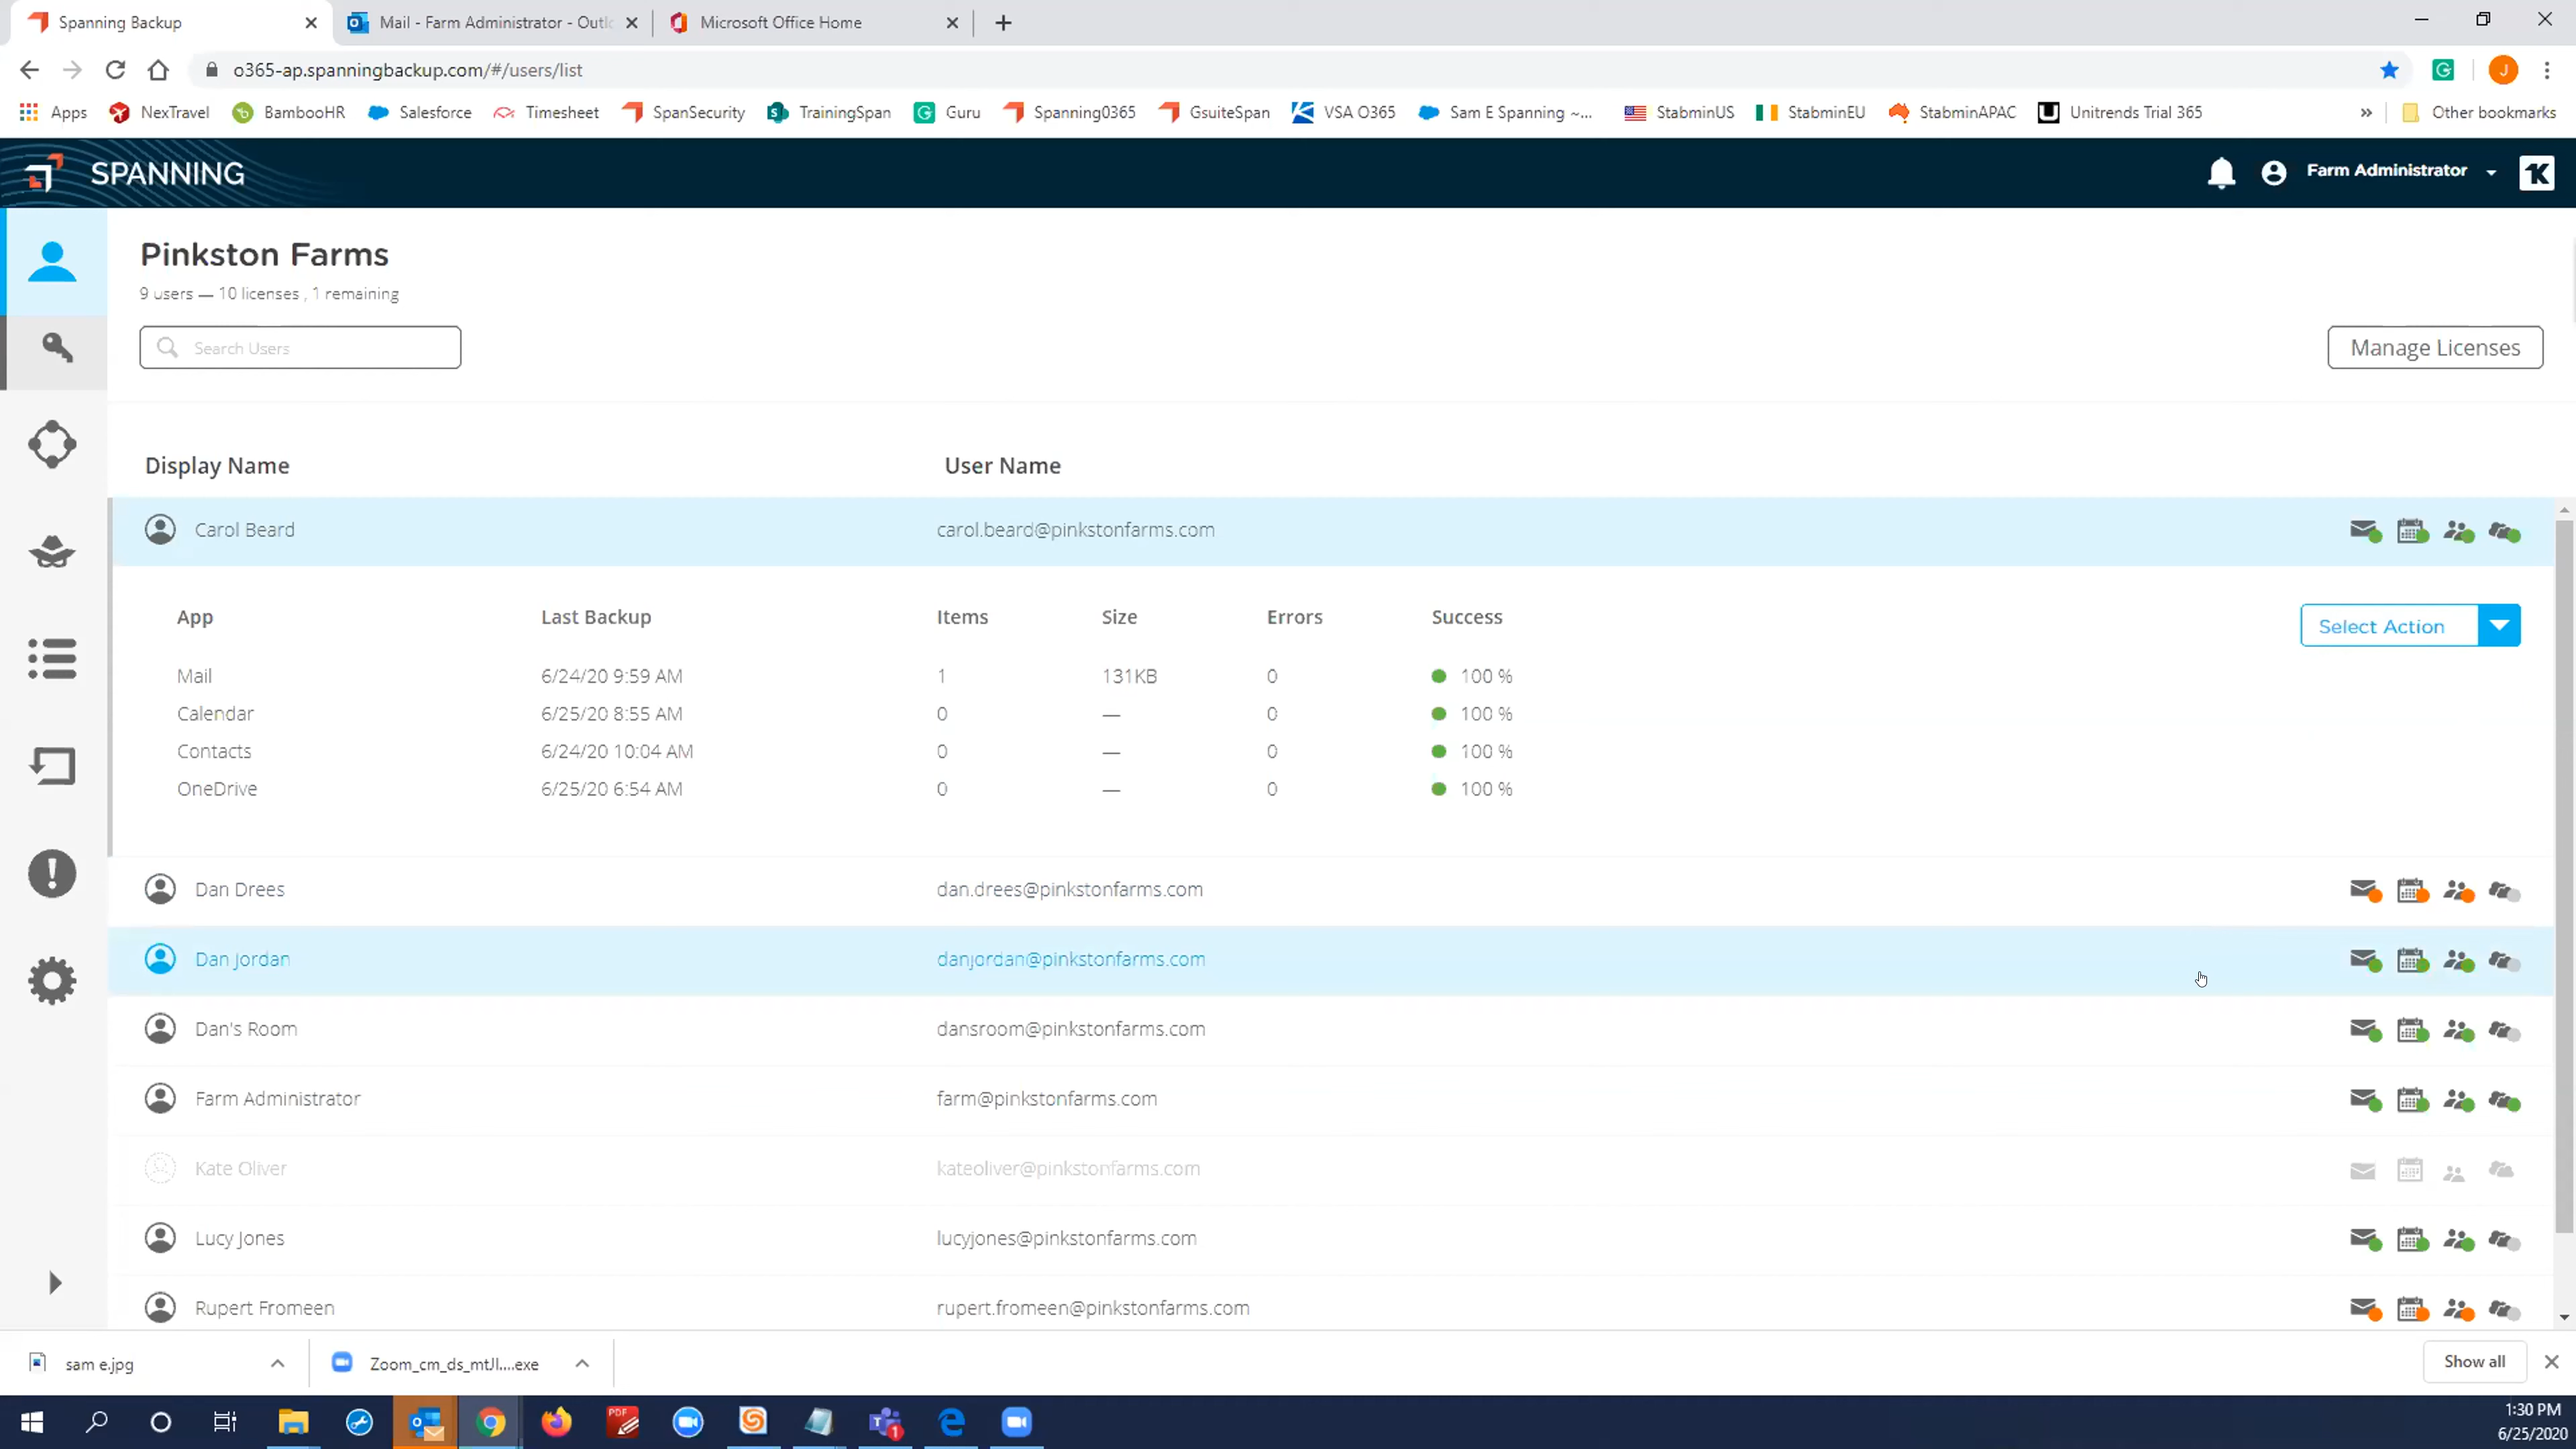 Spanning Backup
Mail - Farm Administrator - Outlo
Microsoft Office Home
o365-ap.spanningbackup.com/#/users/list
J
Apps
NexTravel
BambooHR
Salesforce
Timesheet
SpanSecurity
TrainingSpan
Guru
Spanning0365
GsuiteSpan
VSA O365
Sam E Spanning ~...
StabminUS
StabminEU
StabminAPAC
Unitrends Trial 365
»
Other bookmarks
SPANNING
Farm Administrator
K
Pinkston Farms
9 users — 10 licenses , 1 remaining
Search Users
Manage Licenses
Display Name User Name
Carol Beard carol.beard@pinkstonfarms.com
App Last Backup Items Size Errors Success
Select Action
Mail 6/24/20 9:59 AM 1 131KB 0 100 %
Calendar 6/25/20 8:55 AM 0 — 0 100 %
Contacts 6/24/20 10:04 AM 0 — 0 100 %
OneDrive 6/25/20 6:54 AM 0 — 0 100 %
Dan Drees dan.drees@pinkstonfarms.com
Dan Jordan danjordan@pinkstonfarms.com
Dan's Room dansroom@pinkstonfarms.com
Farm Administrator farm@pinkstonfarms.com
Kate Oliver kateoliver@pinkstonfarms.com
Lucy Jones lucyjones@pinkstonfarms.com
Rupert Fromeen rupert.fromeen@pinkstonfarms.com
sam e.jpg
Zoom_cm_ds_mtJI....exe
Show all
PDF
1
1:30 PM
6/25/2020